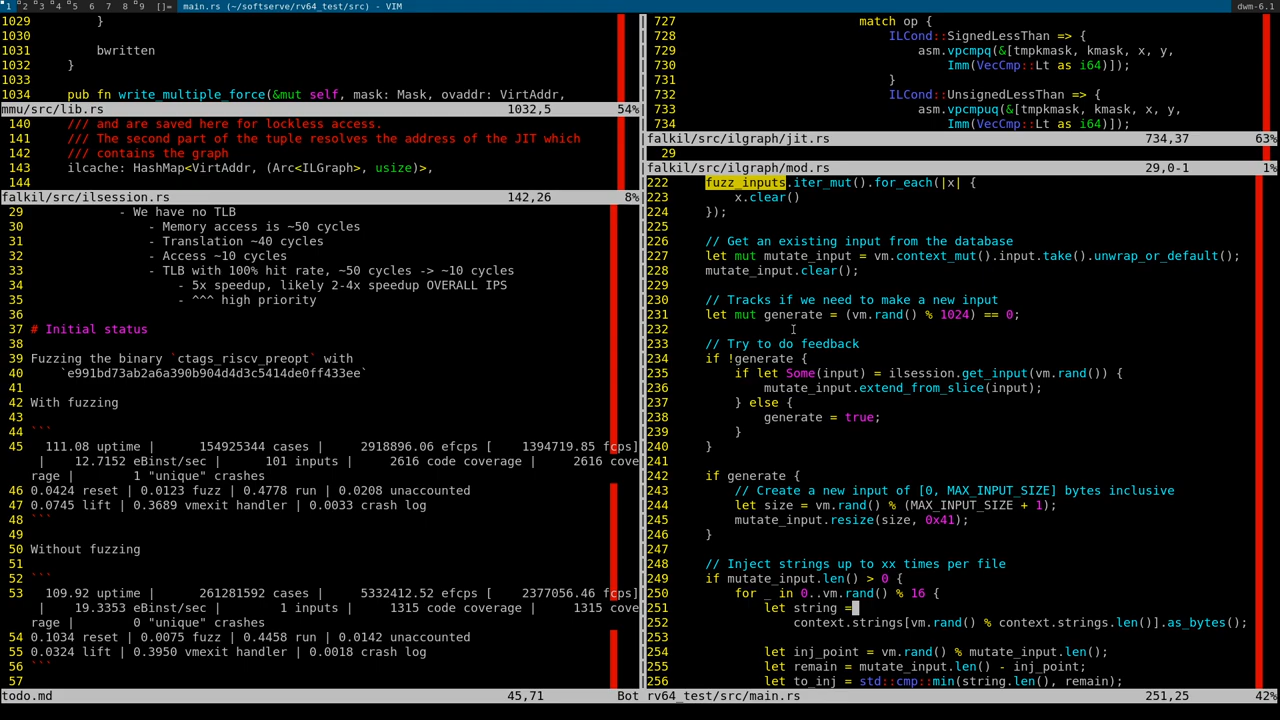 1 2 3 4 5 6 7 8 9 []= main.rs (~/softserve/rv64_test/src) - VIM dwm-6.1
1029 }
1030
1031 bwritten
1032 }
1033
1034 pub fn write_multiple_force(&mut self, mask: Mask, ovaddr: VirtAddr,
mmu/src/lib.rs 1032,5 54%
140 /// and are saved here for lockless access.
141 /// The second part of the tuple resolves the address of the JIT which
142 /// contains the graph
143 ilcache: HashMap<VirtAddr, (Arc<ILGraph>, usize)>,
144
falkil/src/ilsession.rs 142,26 8%
29 - We have no TLB
30 - Memory access is ~50 cycles
31 - Translation ~40 cycles
32 - Access ~10 cycles
33 - TLB with 100% hit rate, ~50 cycles -> ~10 cycles
34 - 5x speedup, likely 2-4x speedup OVERALL IPS
35 - ^^^ high priority
36
37 # Initial status
38
39 Fuzzing the binary `ctags_riscv_preopt` with
40 `e991bd73ab2a6a390b904d4d3c5414de0ff433ee`
41
42 With fuzzing
43
44 ```
45 111.08 uptime | 154925344 cases | 2918896.06 efcps [ 1394719.85 fcps]
| 12.7152 eBinst/sec | 101 inputs | 2616 code coverage | 2616 cove
rage | 1 "unique" crashes
46 0.0424 reset | 0.0123 fuzz | 0.4778 run | 0.0208 unaccounted
47 0.0745 lift | 0.3689 vmexit handler | 0.0033 crash log
48 ```
49
50 Without fuzzing
51
52 ```
53 109.92 uptime | 261281592 cases | 5332412.52 efcps [ 2377056.46 fcps]
| 19.3353 eBinst/sec | 1 inputs | 1315 code coverage | 1315 cove
rage | 0 "unique" crashes
54 0.1034 reset | 0.0075 fuzz | 0.4458 run | 0.0142 unaccounted
55 0.0324 lift | 0.3950 vmexit handler | 0.0018 crash log
56 ```
57
todo.md 45,71 Bot
727 match op {
728 ILCond::SignedLessThan => {
729 asm.vpcmpq(&[tmpkmask, kmask, x, y,
730 Imm(VecCmp::Lt as i64)]);
731 }
732 ILCond::UnsignedLessThan => {
733 asm.vpcmpuq(&[tmpkmask, kmask, x, y,
734 Imm(VecCmp::Lt as i64)]);
falkil/src/ilgraph/jit.rs 734,37 63%
29
falkil/src/ilgraph/mod.rs 29,0-1 1%
222 fuzz_inputs.iter_mut().for_each(|x| {
223 x.clear()
224 });
225
226 // Get an existing input from the database
227 let mut mutate_input = vm.context_mut().input.take().unwrap_or_default();
228 mutate_input.clear();
229
230 // Tracks if we need to make a new input
231 let mut generate = (vm.rand() % 1024) == 0;
232
233 // Try to do feedback
234 if !generate {
235 if let Some(input) = ilsession.get_input(vm.rand()) {
236 mutate_input.extend_from_slice(input);
237 } else {
238 generate = true;
239 }
240 }
241
242 if generate {
243 // Create a new input of [0, MAX_INPUT_SIZE] bytes inclusive
244 let size = vm.rand() % (MAX_INPUT_SIZE + 1);
245 mutate_input.resize(size, 0x41);
246 }
247
248 // Inject strings up to xx times per file
249 if mutate_input.len() > 0 {
250 for _ in 0..vm.rand() % 16 {
251 let string =
252 context.strings[vm.rand() % context.strings.len()].as_bytes();
253
254 let inj_point = vm.rand() % mutate_input.len();
255 let remain = mutate_input.len() - inj_point;
256 let to_inj = std::cmp::min(string.len(), remain);
rv64_test/src/main.rs 251,25 42%